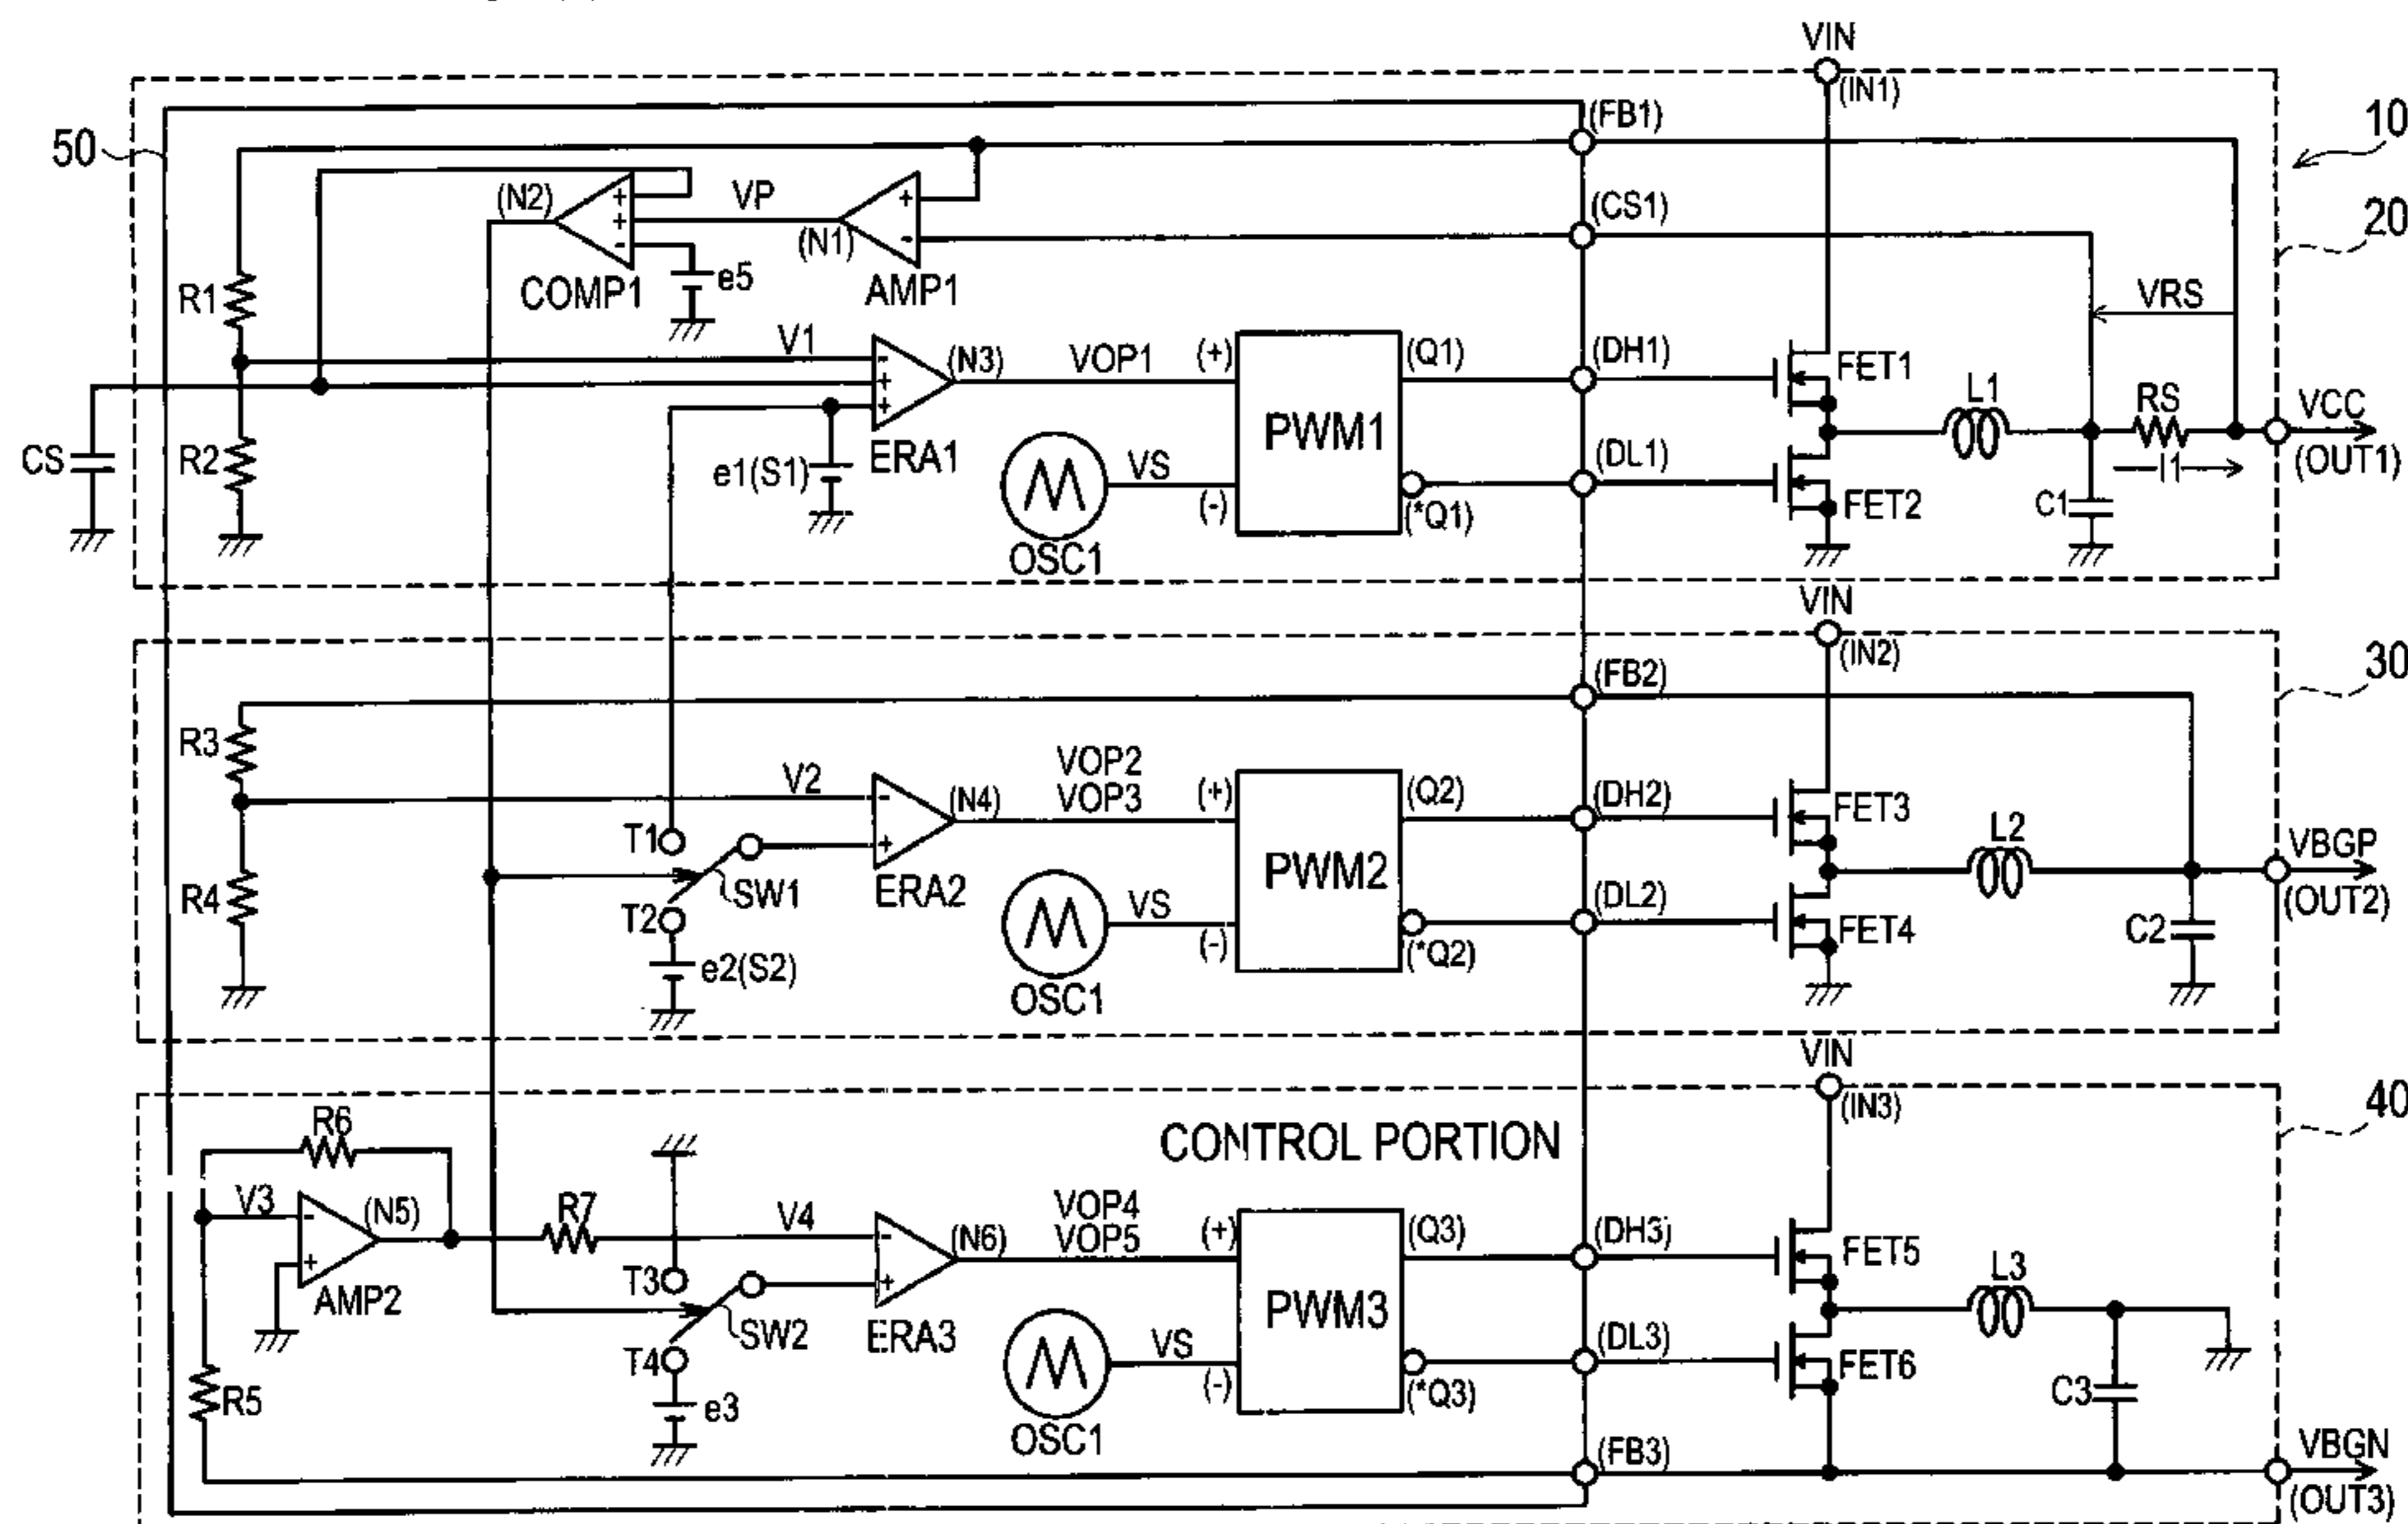 VIN
(IN1)
(FB1)
10
50
(N2)
VP
(N1)
(CS1)
20
R1
COMP1
e5
AMP1
VRS
V1
(N3)
VOP1
(+)
(Q1)
(DH1)
FET1
L1
RS
VCC
(OUT1)
CS
R2
e1(S1)
ERA1
PWM1
VS
(-)
(*Q1)
(DL1)
FET2
C1
I1
OSC1
VIN
(IN2)
30
(FB2)
R3
V2
(N4)
VOP2
VOP3
(+)
(Q2)
(DH2)
FET3
L2
VBGP
(OUT2)
T1
SW1
ERA2
PWM2
R4
T2
e2(S2)
VS
(-)
(*Q2)
(DL2)
FET4
C2
OSC1
VIN
(IN3)
40
R6
CONTROL PORTION
V3
(N5)
R7
V4
(N6)
VOP4
VOP5
(+)
(Q3)
(DH3)
FET5
L3
AMP2
T3
SW2
ERA3
PWM3
T4
e3
VS
(-)
(*Q3)
(DL3)
FET6
C3
R5
OSC1
(FB3)
VBGN
(OUT3)